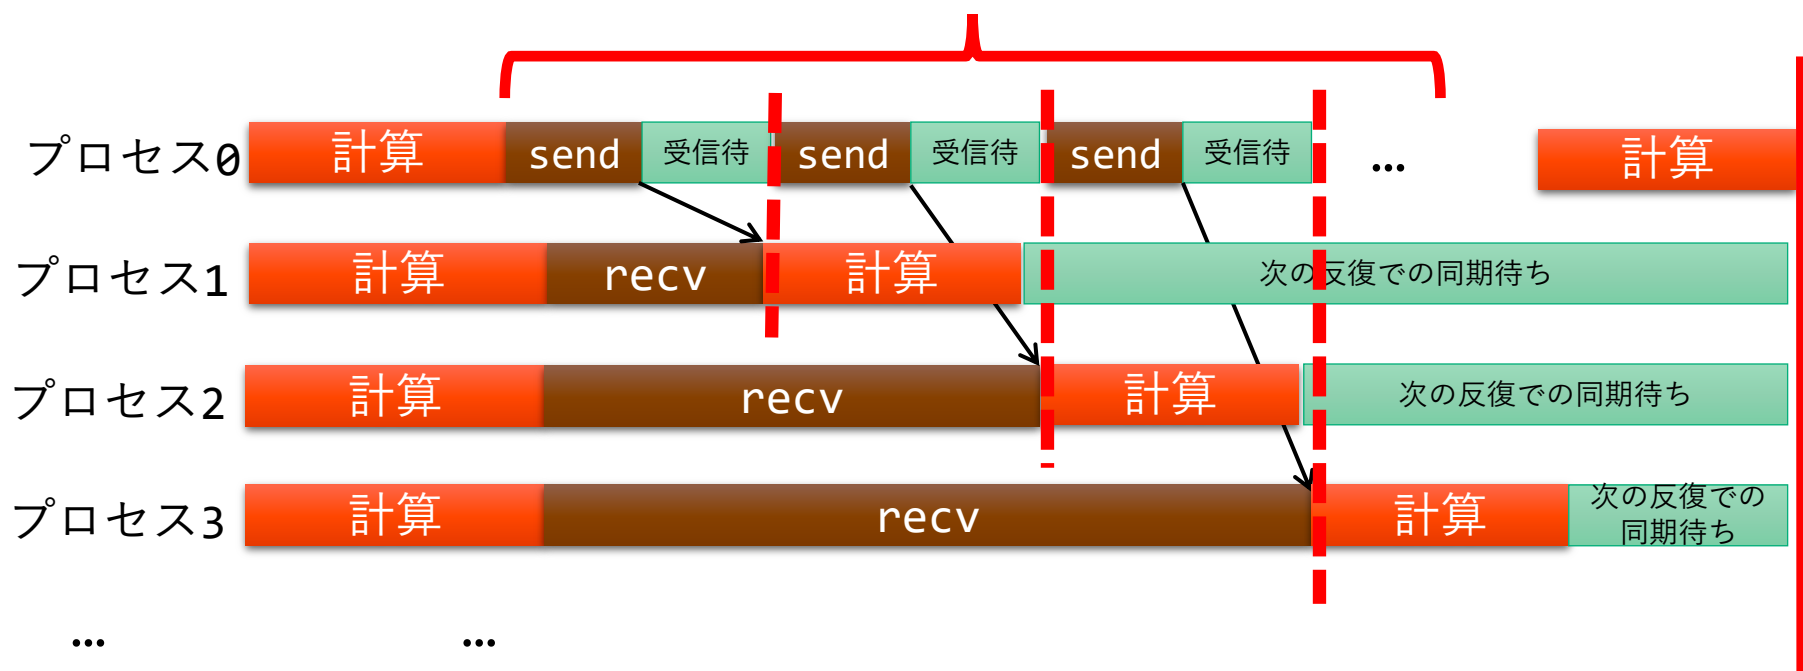 プロセス0 計算 send 受信待 send 受信待 send 受信待 … 計算
プロセス1 計算 recv 計算 次の反復での同期待ち
プロセス2 計算 recv 計算 次の反復での同期待ち
プロセス3 計算 recv 計算 次の反復での
同期待ち
… …